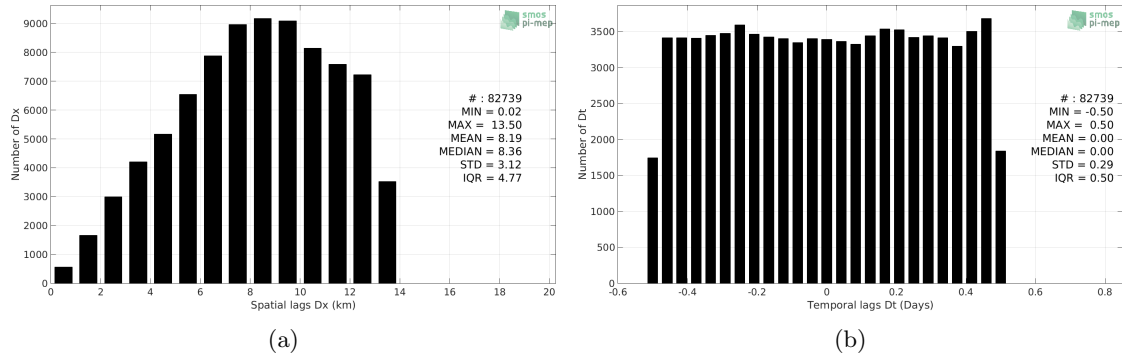 9000
8000
7000
6000
5000
4000
3000
2000
1000
0
Number of Dx
smos
pi-mep
# : 82739
MIN = 0.02
MAX = 13.50
MEAN = 8.19
MEDIAN = 8.36
STD = 3.12
IQR = 4.77
0 2 4 6 8 10 12 14 16 18 20
Spatial lags Dx (km)
(a)
3500
3000
2500
2000
1500
1000
500
0
Number of Dt
smos
pi-mep
# : 82739
MIN = -0.50
MAX = 0.50
MEAN = 0.00
MEDIAN = 0.00
STD = 0.29
IQR = 0.50
-0.6 -0.4 -0.2 0.0 0.2 0.4 0.6 0.8
Temporal lags Dt (Days)
(b)